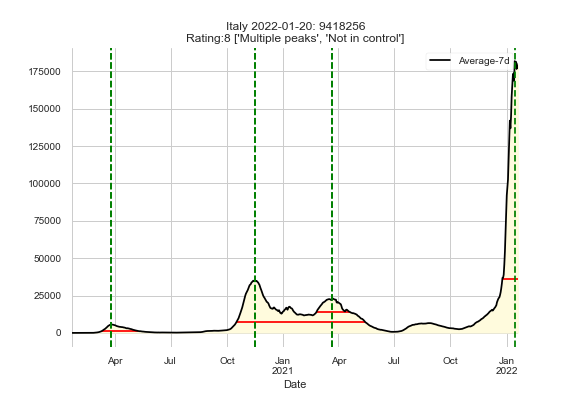 Italy 2022-01-20: 9418256
Rating:8 ['Multiple peaks', 'Not in control']
Average-7d
175000
150000
125000
100000
75000
50000
25000
0
Apr Jul Oct Jan Apr Jul Oct Jan
2021 2022
Date